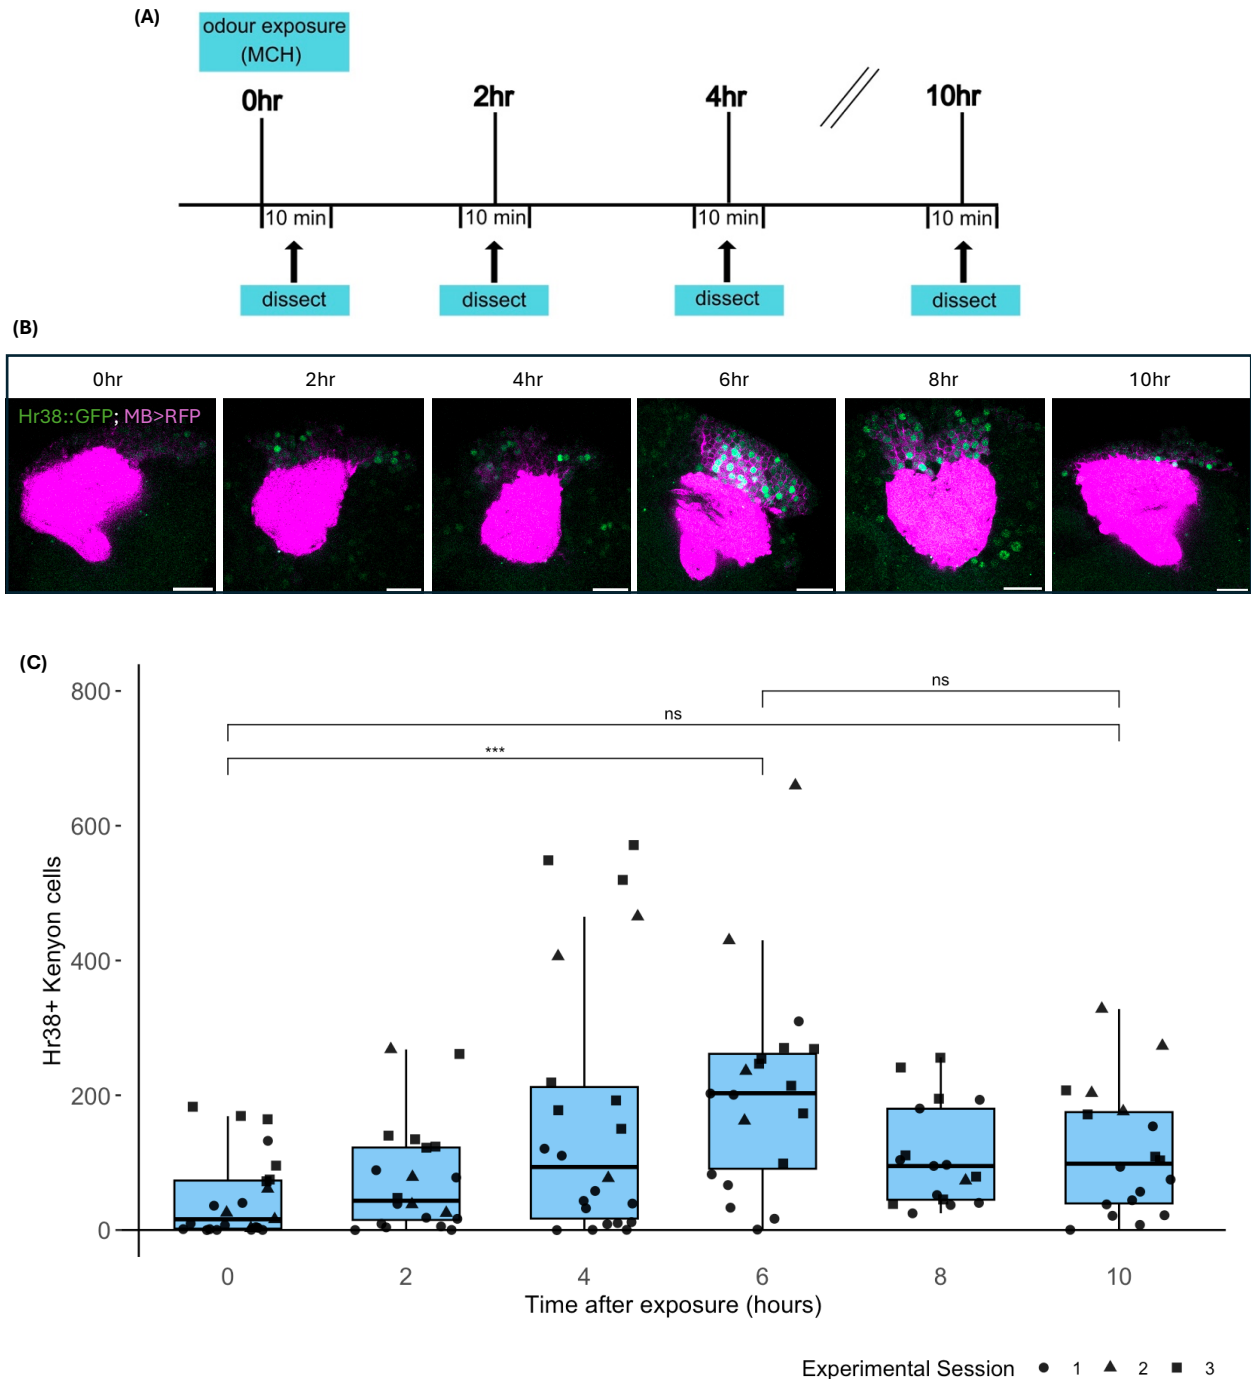 (A)
odour exposure
(MCH)
0hr
2hr
4hr
10hr
10 min
10 min
10 min
10 min
dissect
dissect
dissect
dissect
(B)
0hr
2hr
4hr
6hr
8hr
10hr
Hr38::GFP; MB>RFP
(C)
800
600
400
200
0
Hr38+ Kenyon cells
ns
ns
***
0
2
4
6
8
10
Time after exposure (hours)
Experimental Session 1 2 3